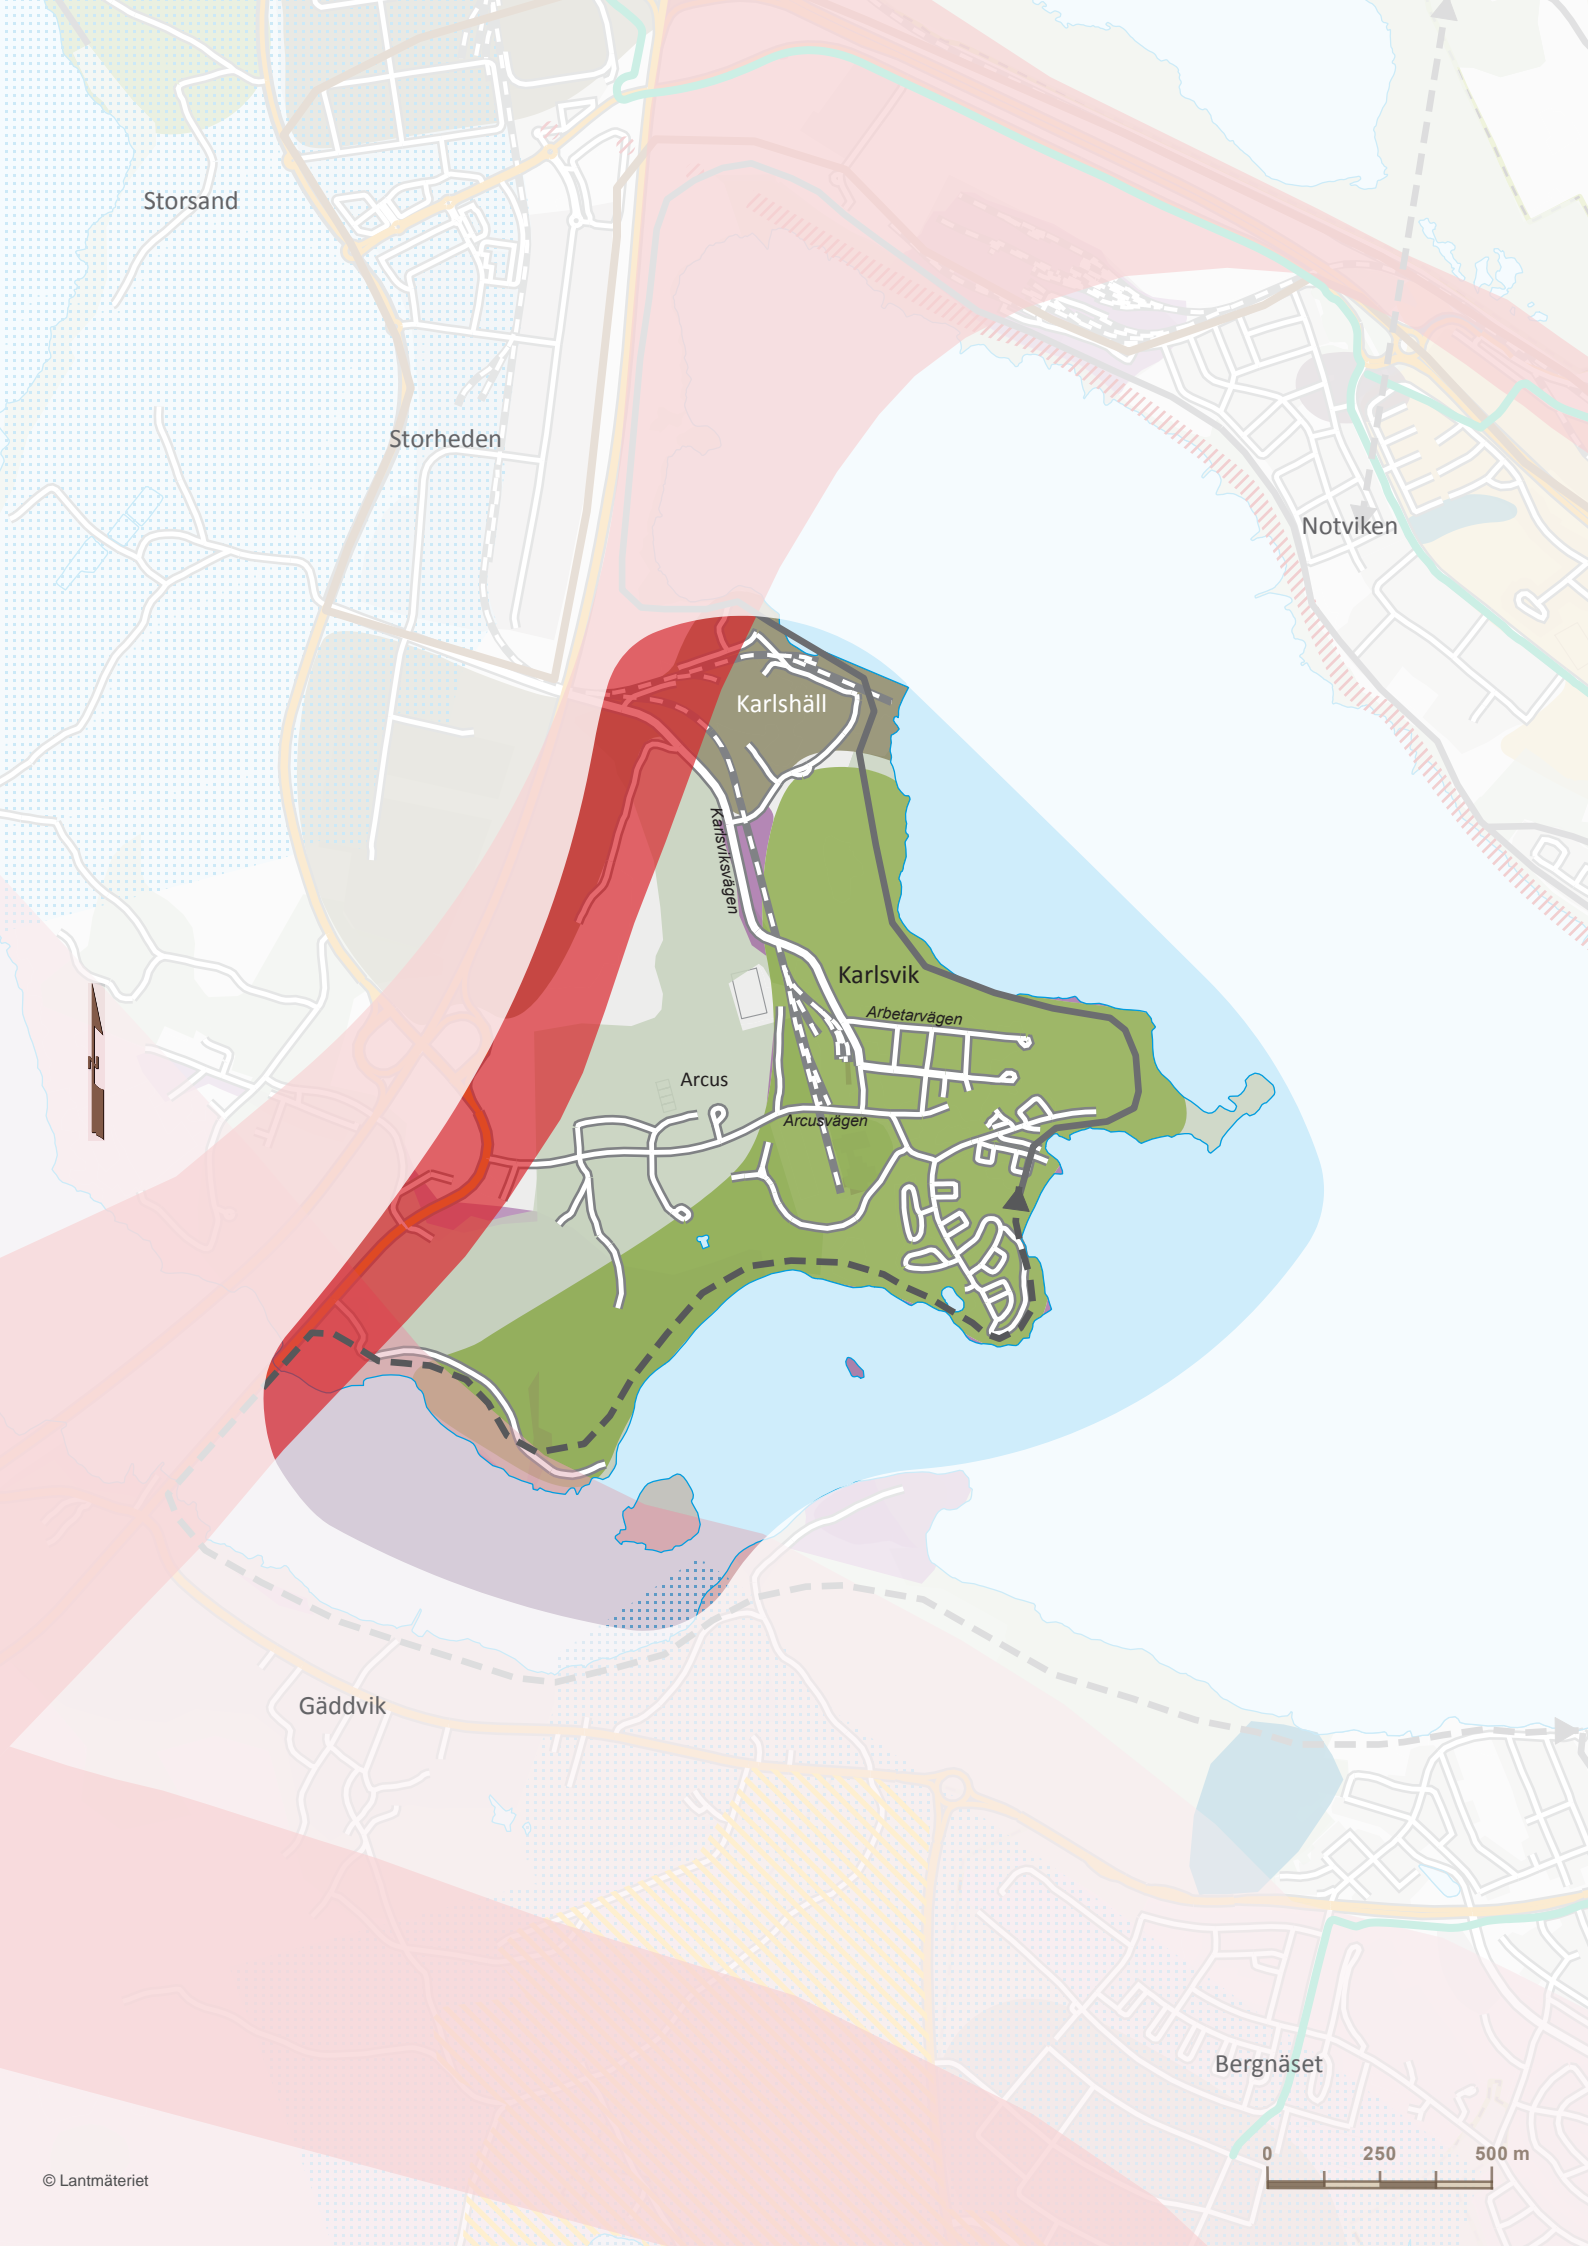 Storsand
Storheden
Notviken
Karlshäll
Karlsviksvägen
Karlsvik
Arbetarvägen
Arcus
Arcusvägen
N
Gäddvik
Bergnäset
0 250 500 m
© Lantmäteriet